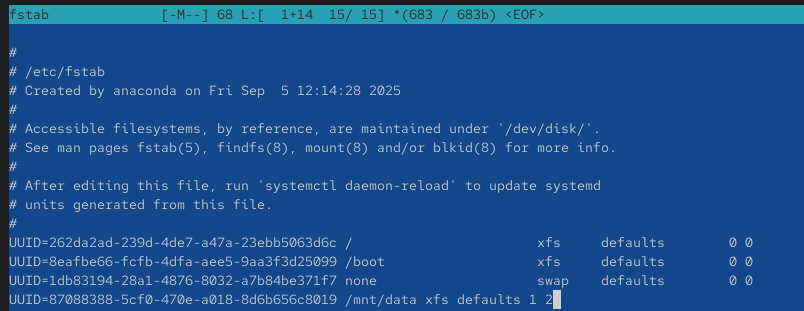 fstab [-M--] 68 L:[ 1+14 15/ 15] *(683 / 683b) <EOF>
#
# /etc/fstab
# Created by anaconda on Fri Sep  5 12:14:28 2025
#
# Accessible filesystems, by reference, are maintained under '/dev/disk/'.
# See man pages fstab(5), findfs(8), mount(8) and/or blkid(8) for more info.
#
# After editing this file, run 'systemctl daemon-reload' to update systemd
# units generated from this file.
#
UUID=262da2ad-239d-4de7-a47a-23ebb5063d6c / xfs defaults 0 0
UUID=8eafbe66-fcfb-4dfa-aee5-9aa3f3d25099 /boot xfs defaults 0 0
UUID=1db83194-28a1-4876-8032-a7b84be371f7 none swap defaults 0 0
UUID=87088388-5cf0-470e-a018-8d6b656c8019 /mnt/data xfs defaults 1 2